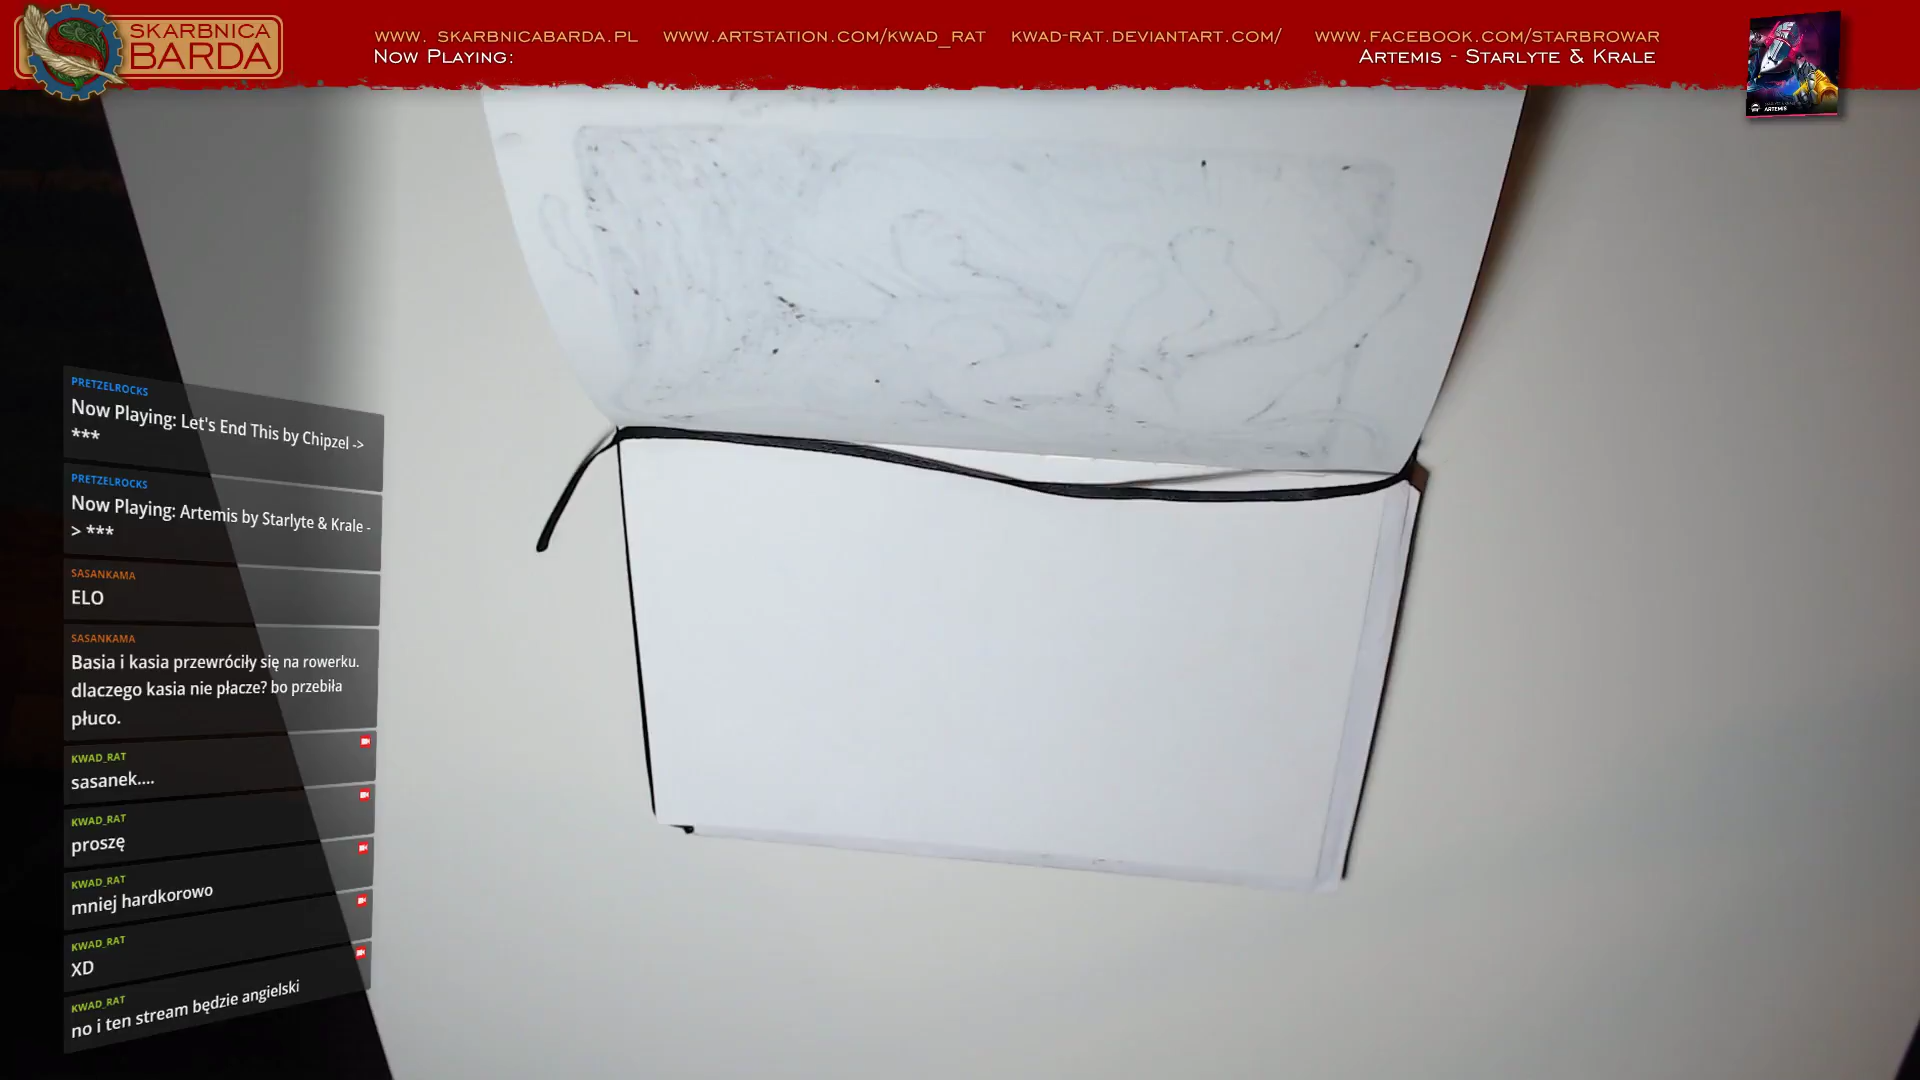 SKARBNICA
BARDA
www. skarbnicabarda.pl www.artstation.com/kwad_rat kwad-rat.deviantart.com/ www.facebook.com/starbrowar
Now Playing: Artemis - Starlyte & Krale
ARTEMIS
PRETZELROCKS
Now Playing: Let's End This by Chipzel ->
***
PRETZELROCKS
Now Playing: Artemis by Starlyte & Krale -
> ***
SASANKAMA
ELO
SASANKAMA
Basia i kasia przewróciły się na rowerku.
dlaczego kasia nie płacze? bo przebiła
płuco.
KWAD_RAT
sasanek....
KWAD_RAT
proszę
KWAD_RAT
mniej hardkorowo
KWAD_RAT
XD
KWAD_RAT
no i ten stream będzie angielski